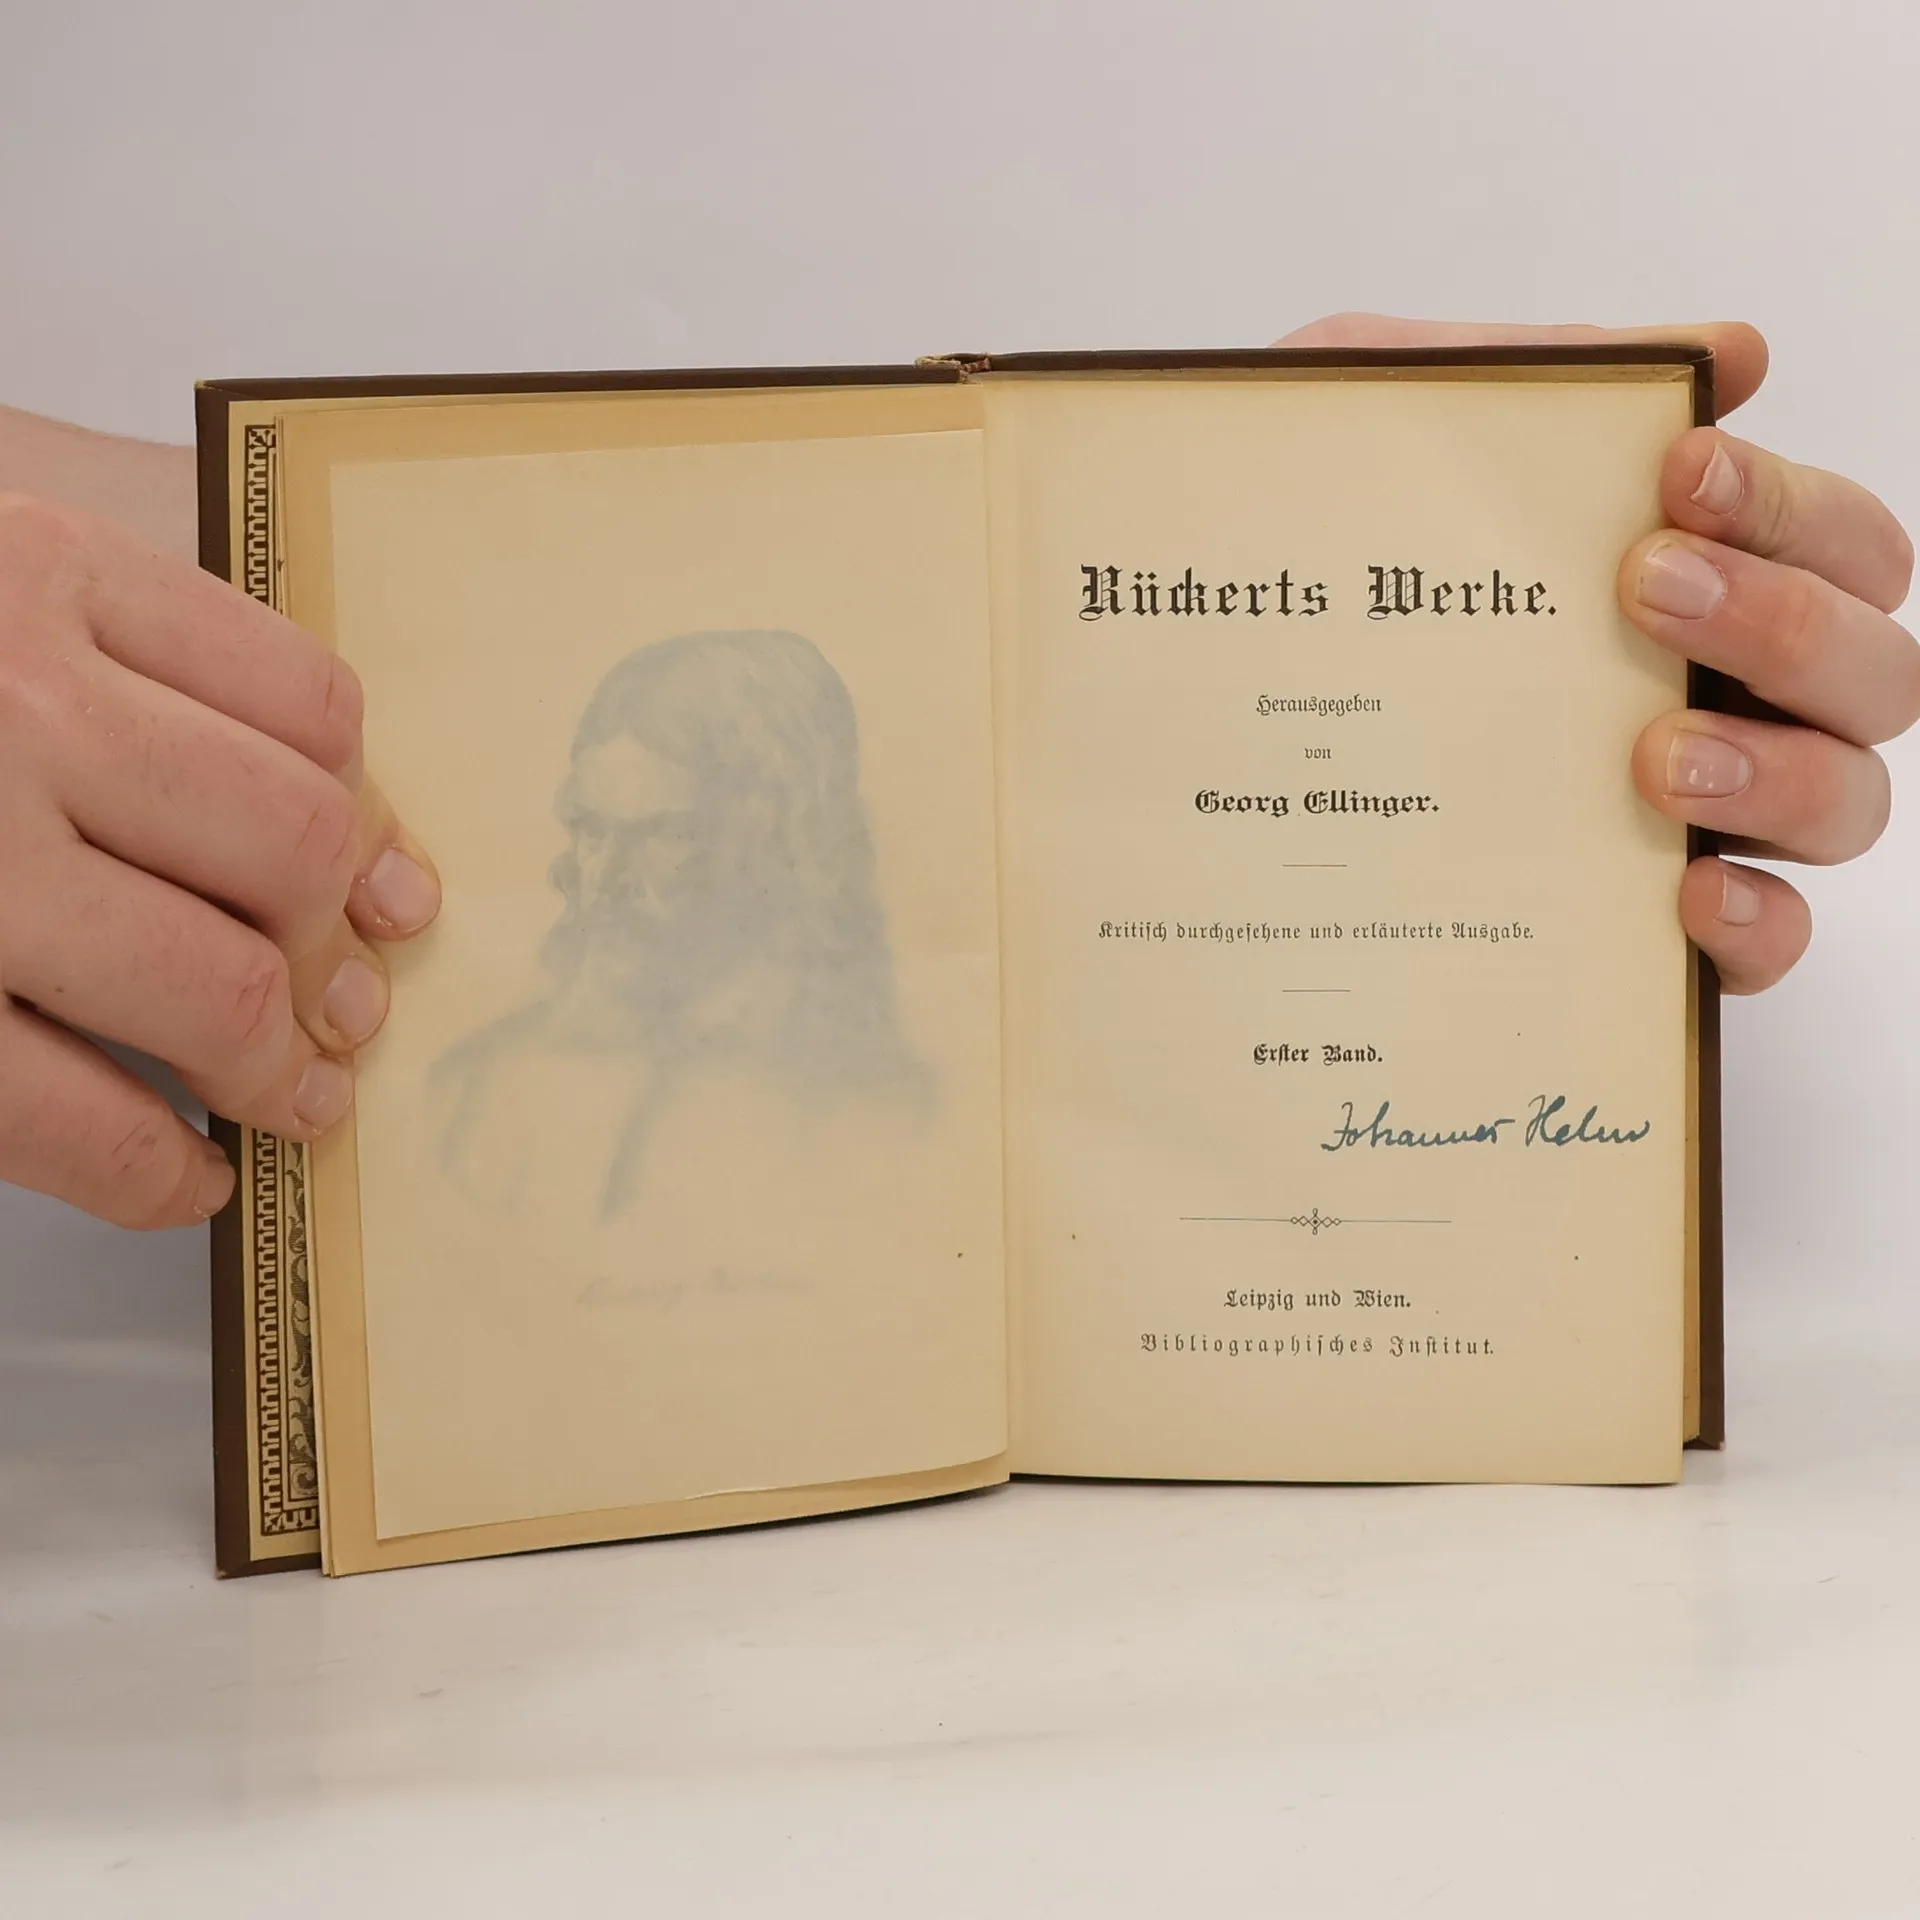 Rückerts Werke.
Herausgegeben
von
Georg Ellinger.
Kritisch durchgesehene und erläuterte Ausgabe.
Erster Band.
Johannes Helm
Leipzig und Wien.
Bibliographisches Institut.